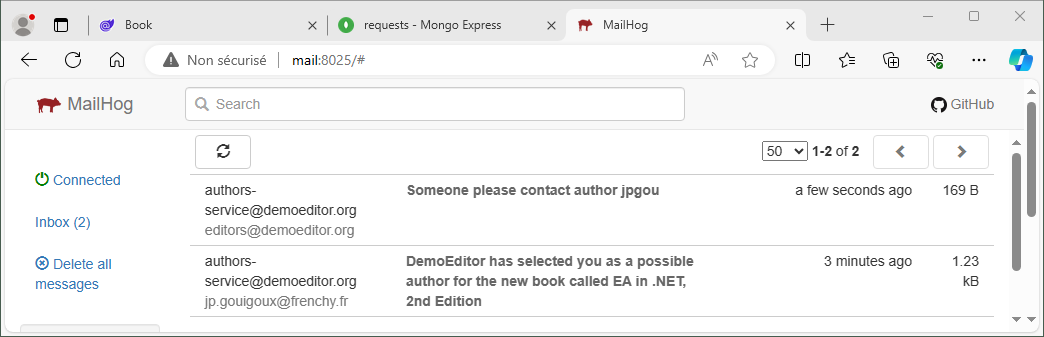 Book
requests - Mongo Express
MailHog
Non sécurisé
mail:8025/#
MailHog
Search
GitHub
50
1-2 of 2
Connected
Inbox (2)
Delete all
messages
authors-
service@demoeditor.org
editors@demoeditor.org
Someone please contact author jpgou
a few seconds ago
169 B
authors-
service@demoeditor.org
jp.gouigoux@frenchy.fr
DemoEditor has selected you as a possible
author for the new book called EA in .NET,
2nd Edition
3 minutes ago
1.23
kB